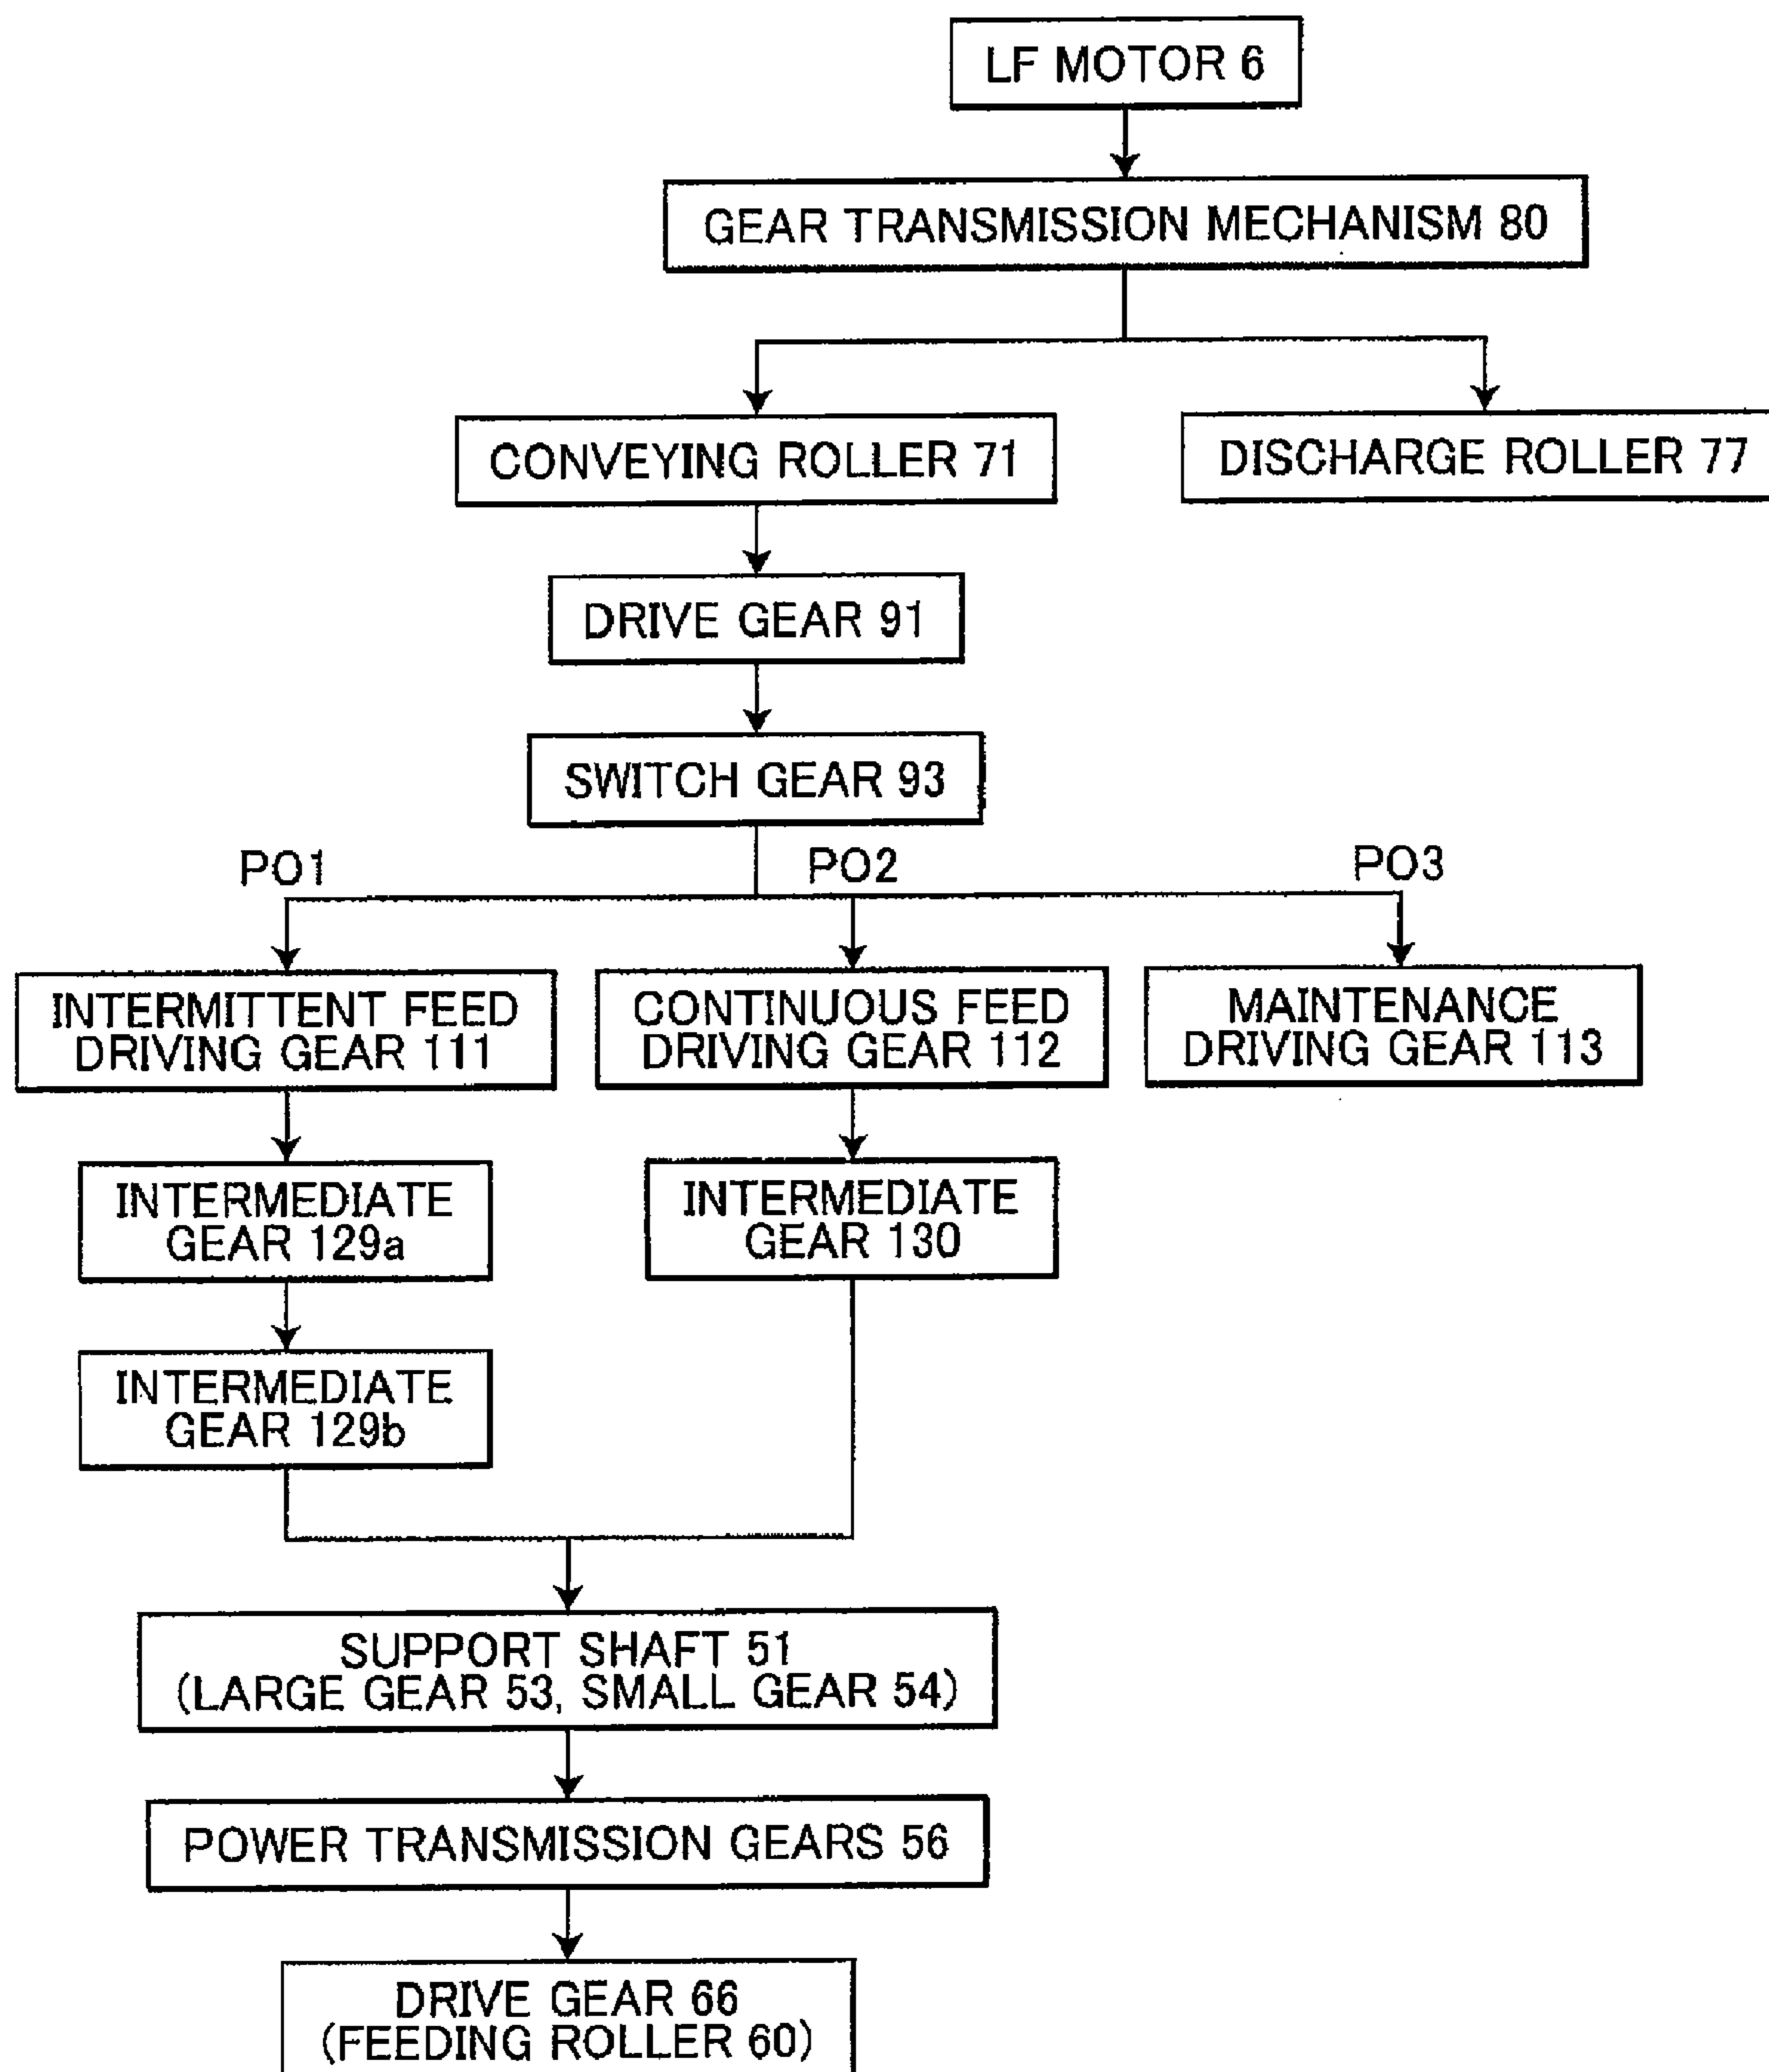 LF MOTOR 6
GEAR TRANSMISSION MECHANISM 80
CONVEYING ROLLER 71
DISCHARGE ROLLER 77
DRIVE GEAR 91
SWITCH GEAR 93
PO1
PO2
PO3
INTERMITTENT FEED
DRIVING GEAR 111
CONTINUOUS FEED
DRIVING GEAR 112
MAINTENANCE
DRIVING GEAR 113
INTERMEDIATE
GEAR 129a
INTERMEDIATE
GEAR 130
INTERMEDIATE
GEAR 129b
SUPPORT SHAFT 51
(LARGE GEAR 53, SMALL GEAR 54)
POWER TRANSMISSION GEARS 56
DRIVE GEAR 66
(FEEDING ROLLER 60)